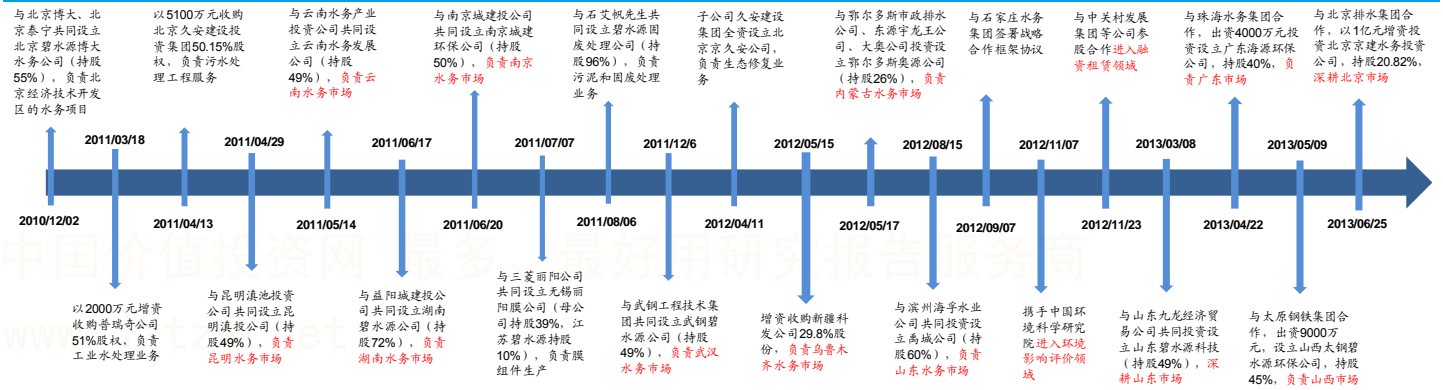 与北京博大、北
京泰宁共同设立
北京碧水源博大
水务公司（持股
55%），负责北
京经济技术开发
区的水务项目
以5100万元收购
北京久安建设投
资集团50.15%股
权，负责污水处
理工程服务
与云南水务产业
投资公司共同设
立云南水务发展
公司（持股
49%），负责云
南水务市场
与南京城建投公司
共同设立南京城建
环保公司（持股
50%），负责南京
水务市场
与石艾帆先生共
同设立碧水源固
废处理公司（持
股96%），负责
污泥和固废处理
业务
子公司久安建设
集团全资设立北
京京久安公司，
负责生态修复业
务
与鄂尔多斯市政排水
公司、东源宇龙王公
司、大奥公司投资设
立鄂尔多斯奥源公司
（持股26%），负责
内蒙古水务市场
与石家庄水务
集团签署战略
合作框架协议
与中关村发展
集团等公司参
股合作进入融
资租赁领域
与珠海水务集团合
作，出资4000万元投
资设立广东海源环保
公司，持股40%，负
责广东市场
与北京排水集团合
作，以1亿元增资投
资北京京建水务投资
公司，持股20.82%，
深耕北京市场
2011/03/18
2011/04/29
2011/06/17
2011/07/07
2011/12/6
2012/05/15
2012/08/15
2012/11/07
2013/03/08
2013/05/09
2010/12/02
2011/04/13
2011/05/14
2011/06/20
2011/08/06
2012/04/11
2012/05/17
2012/09/07
2012/11/23
2013/04/22
2013/06/25
中国价值投资网 最多、最好用研究报告服务商
以2000万元增资
收购普瑞奇公司
51%股权，负责
工业水处理业务
与昆明滇池投资
公司共同设立昆
明滇投公司（持
股49%），负责
昆明水务市场
与益阳城建投公
司共同设立湖南
碧水源公司（持
股72%），负责
湖南水务市场
与三菱丽阳公司
共同设立无锡丽
阳膜公司（母公
司持股39%，江
苏碧水源持股
10%），负责膜
组件生产
与武钢工程技术集
团共同设立武钢碧
水源公司（持股
49%），负责武汉
水务市场
增资收购新疆科
发公司29.8%股
份，负责乌鲁木
齐水务市场
与滨州海孚水业
公司共同投资设
立禹城公司（持
股60%），负责
山东水务市场
携手中国环
境科学研究
院进入环境
影响评价领
域
与山东九龙经济贸
易公司共同投资设
立山东碧水源科技
（持股49%），深
耕山东市场
与太原钢铁集团合
作，出资9000万
元，设立山西太钢碧
水源环保公司，持股
45%，负责山西市场